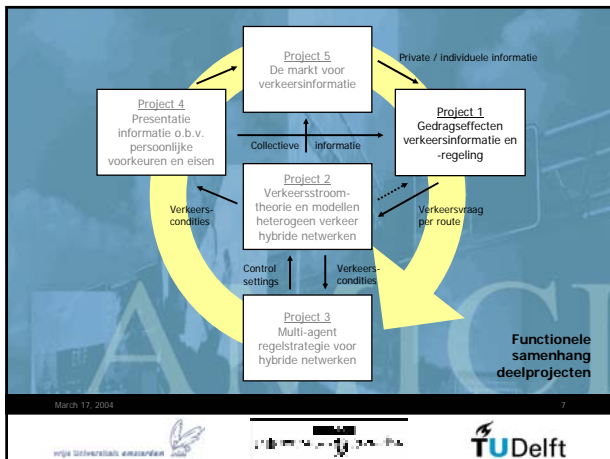 Project 5
De markt voor
verkeersinformatie
Private / individuele informatie
Project 4
Presentatie
informatie o.b.v.
persoonlijke
voorkeuren en eisen
Project 1
Gedragseffecten
verkeersinformatie en
-regeling
Collectieve informatie
Project 2
Verkeersstroom-
theorie en modellen
heterogeen verkeer
hybride netwerken
Verkeers-
condities
Verkeersvraag
per route
Control
settings
Verkeers-
condities
Project 3
Multi-agent
regelstrategie voor
hybride netwerken
Functionele
samenhang
deelprojecten
AMICI
March 17, 2004
7
vrije Universiteit amsterdam
TUDelft